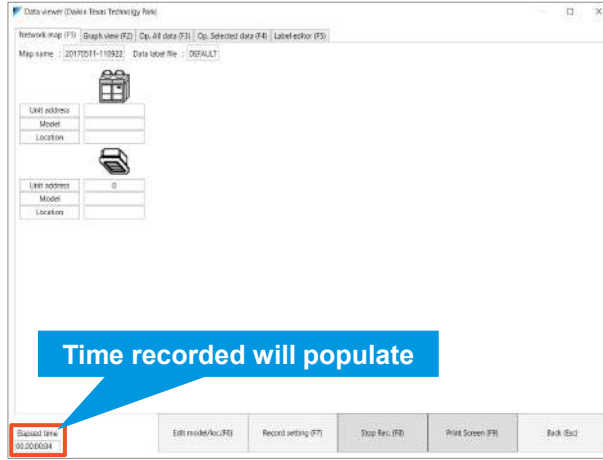 Data viewer (Daikin Texas Technolgy Park)
Network map (F1) Graph view (F2) Op. All data (F3) Op. Selected data (F4) Label editor (F5)
Map name : 20170511-110922 Data label file : DEFAULT
Unit address
Model
Location
Unit address 0
Model
Location
Time recorded will populate
Elapsed time
00.00:00:04
Edit model/loc.(F6) Record setting (F7) Stop Rec. (F8) Print Screen (F9) Back (Esc)